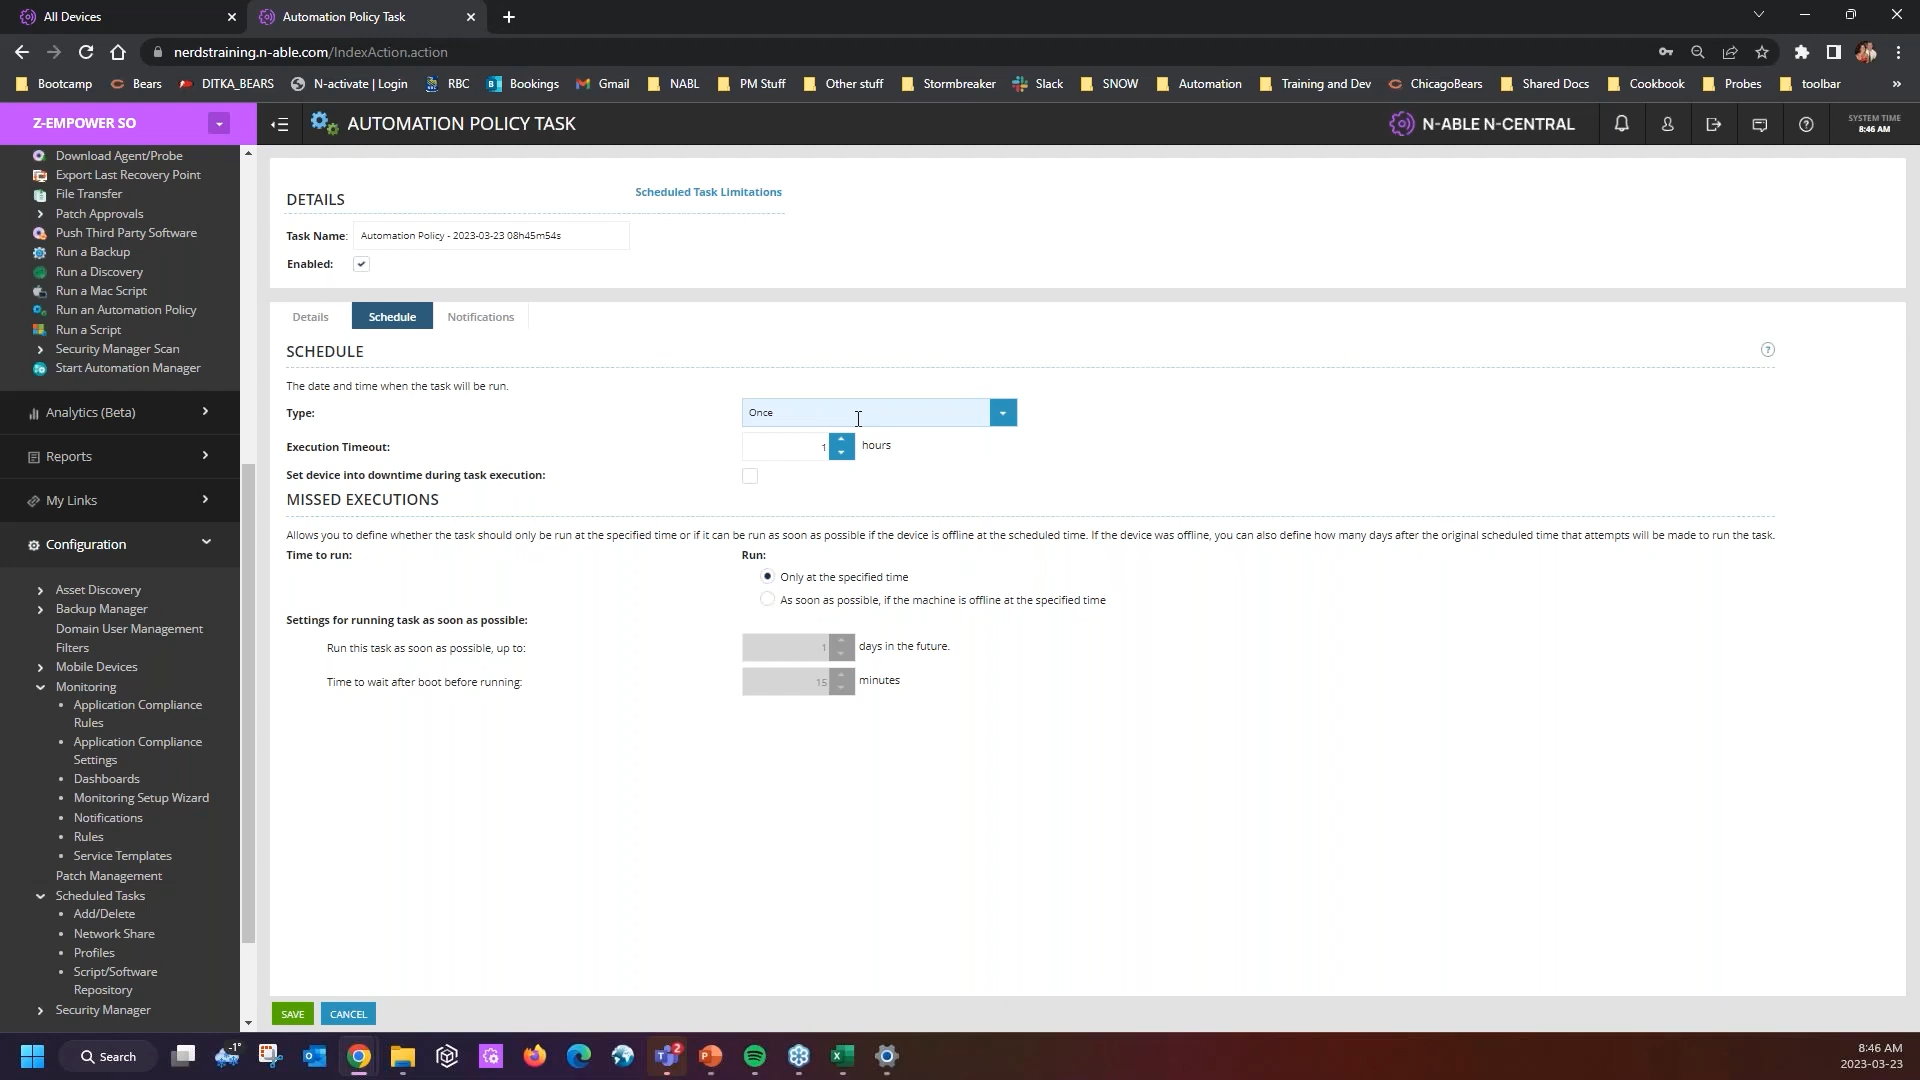 All Devices
Automation Policy Task
nerdstraining.n-able.com/IndexAction.action
Bootcamp
Bears
DITKA_BEARS
N-activate | Login
RBC
Bookings
Gmail
NABL
PM Stuff
Other stuff
Stormbreaker
Slack
SNOW
Automation
Training and Dev
ChicagoBears
Shared Docs
Cookbook
Probes
toolbar
»
Z-EMPOWER SO
AUTOMATION POLICY TASK
N-ABLE N-CENTRAL
SYSTEM TIME
8:46 AM
Download Agent/Probe
Export Last Recovery Point
File Transfer
Patch Approvals
Push Third Party Software
Run a Backup
Run a Discovery
Run a Mac Script
Run an Automation Policy
Run a Script
Security Manager Scan
Start Automation Manager
Analytics (Beta)
Reports
My Links
Configuration
Asset Discovery
Backup Manager
Domain User Management
Filters
Mobile Devices
Monitoring
Application Compliance
Rules
Application Compliance
Settings
Dashboards
Monitoring Setup Wizard
Notifications
Rules
Service Templates
Patch Management
Scheduled Tasks
Add/Delete
Network Share
Profiles
Script/Software
Repository
Security Manager
DETAILS
Scheduled Task Limitations
Task Name: Automation Policy - 2023-03-23 08h45m54s
Enabled:
Details
Schedule
Notifications
SCHEDULE
?
The date and time when the task will be run.
Type: Once
Execution Timeout: 1 hours
Set device into downtime during task execution:
MISSED EXECUTIONS
Allows you to define whether the task should only be run at the specified time or if it can be run as soon as possible if the device is offline at the scheduled time. If the device was offline, you can also define how many days after the original scheduled time that attempts will be made to run the task.
Time to run: Run:
Only at the specified time
As soon as possible, if the machine is offline at the specified time
Settings for running task as soon as possible:
Run this task as soon as possible, up to: 1 days in the future.
Time to wait after boot before running: 15 minutes
SAVE
CANCEL
Search
-1°
2
8:46 AM
2023-03-23